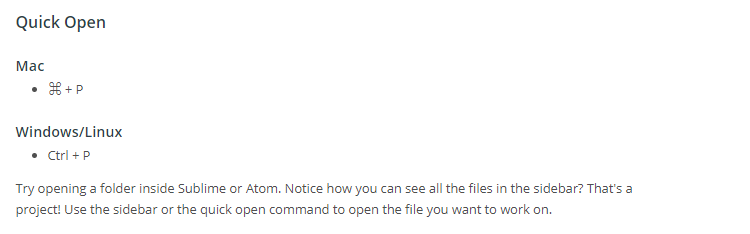 Quick Open
Mac
⌘ + P
Windows/Linux
Ctrl + P
Try opening a folder inside Sublime or Atom. Notice how you can see all the files in the sidebar? That's a
project! Use the sidebar or the quick open command to open the file you want to work on.